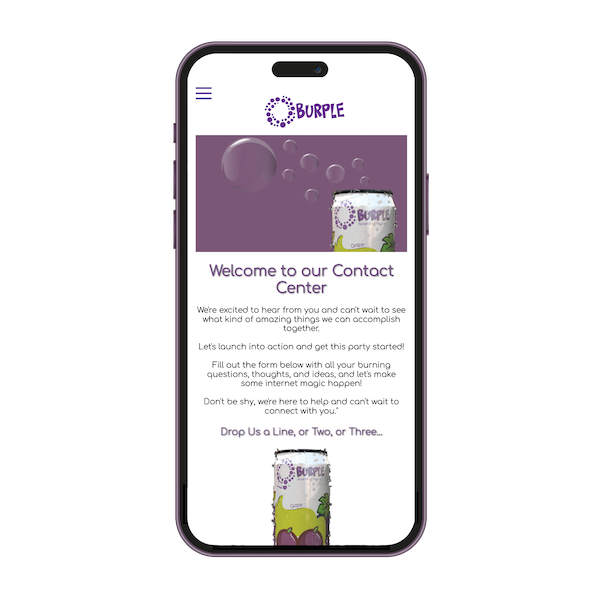 BURPLE
BURPLE
Welcome to our Contact
Center
We're excited to hear from you and can't wait to see
what kind of amazing things we can accomplish
together.
Let's launch into action and get this party started!
Fill out the form below with all your burning
questions, thoughts, and ideas, and let's make
some internet magic happen!
Don't be shy, we're here to help and can't wait to
connect with you."
Drop Us a Line, or Two, or Three...
BURPLE